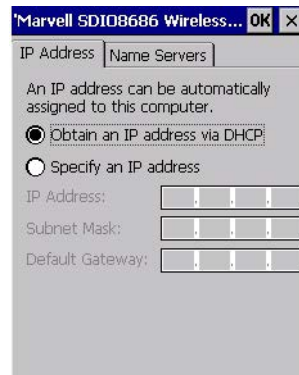 'Marvell SDIO8686 Wireless... OK ×
IP Address Name Servers
An IP address can be automatically
assigned to this computer.
Obtain an IP address via DHCP
Specify an IP address
IP Address:
Subnet Mask:
Default Gateway: